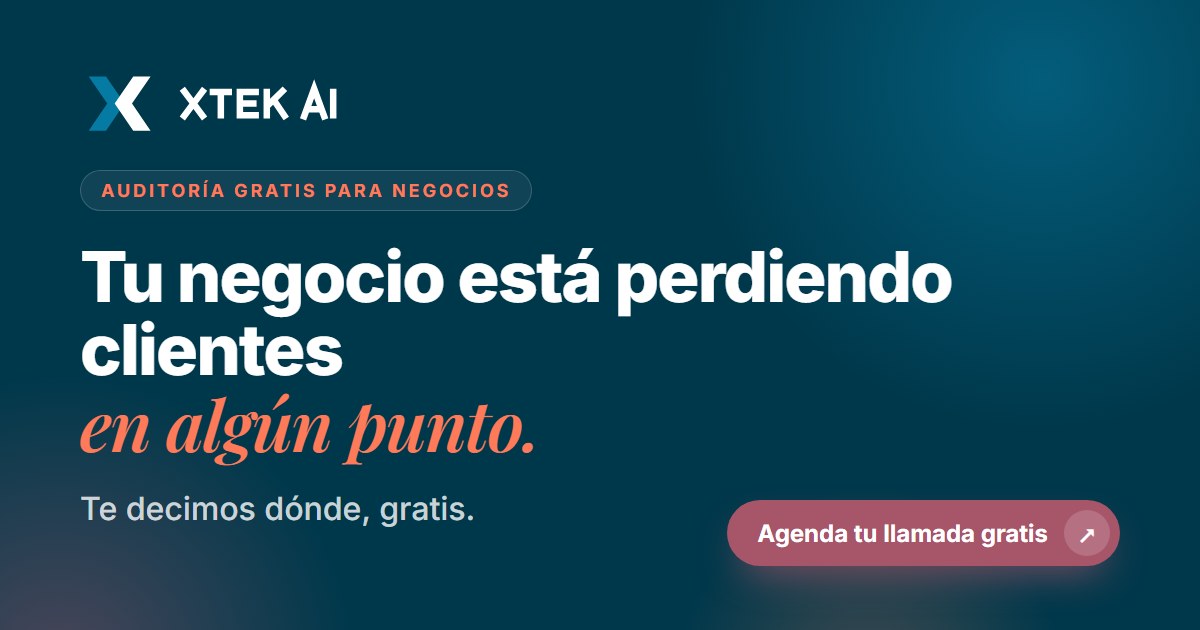 XTEK AI
AUDITORÍA GRATIS PARA NEGOCIOS
Tu negocio está perdiendo
clientes
en algún punto.
Te decimos dónde, gratis.
Agenda tu llamada gratis ↗